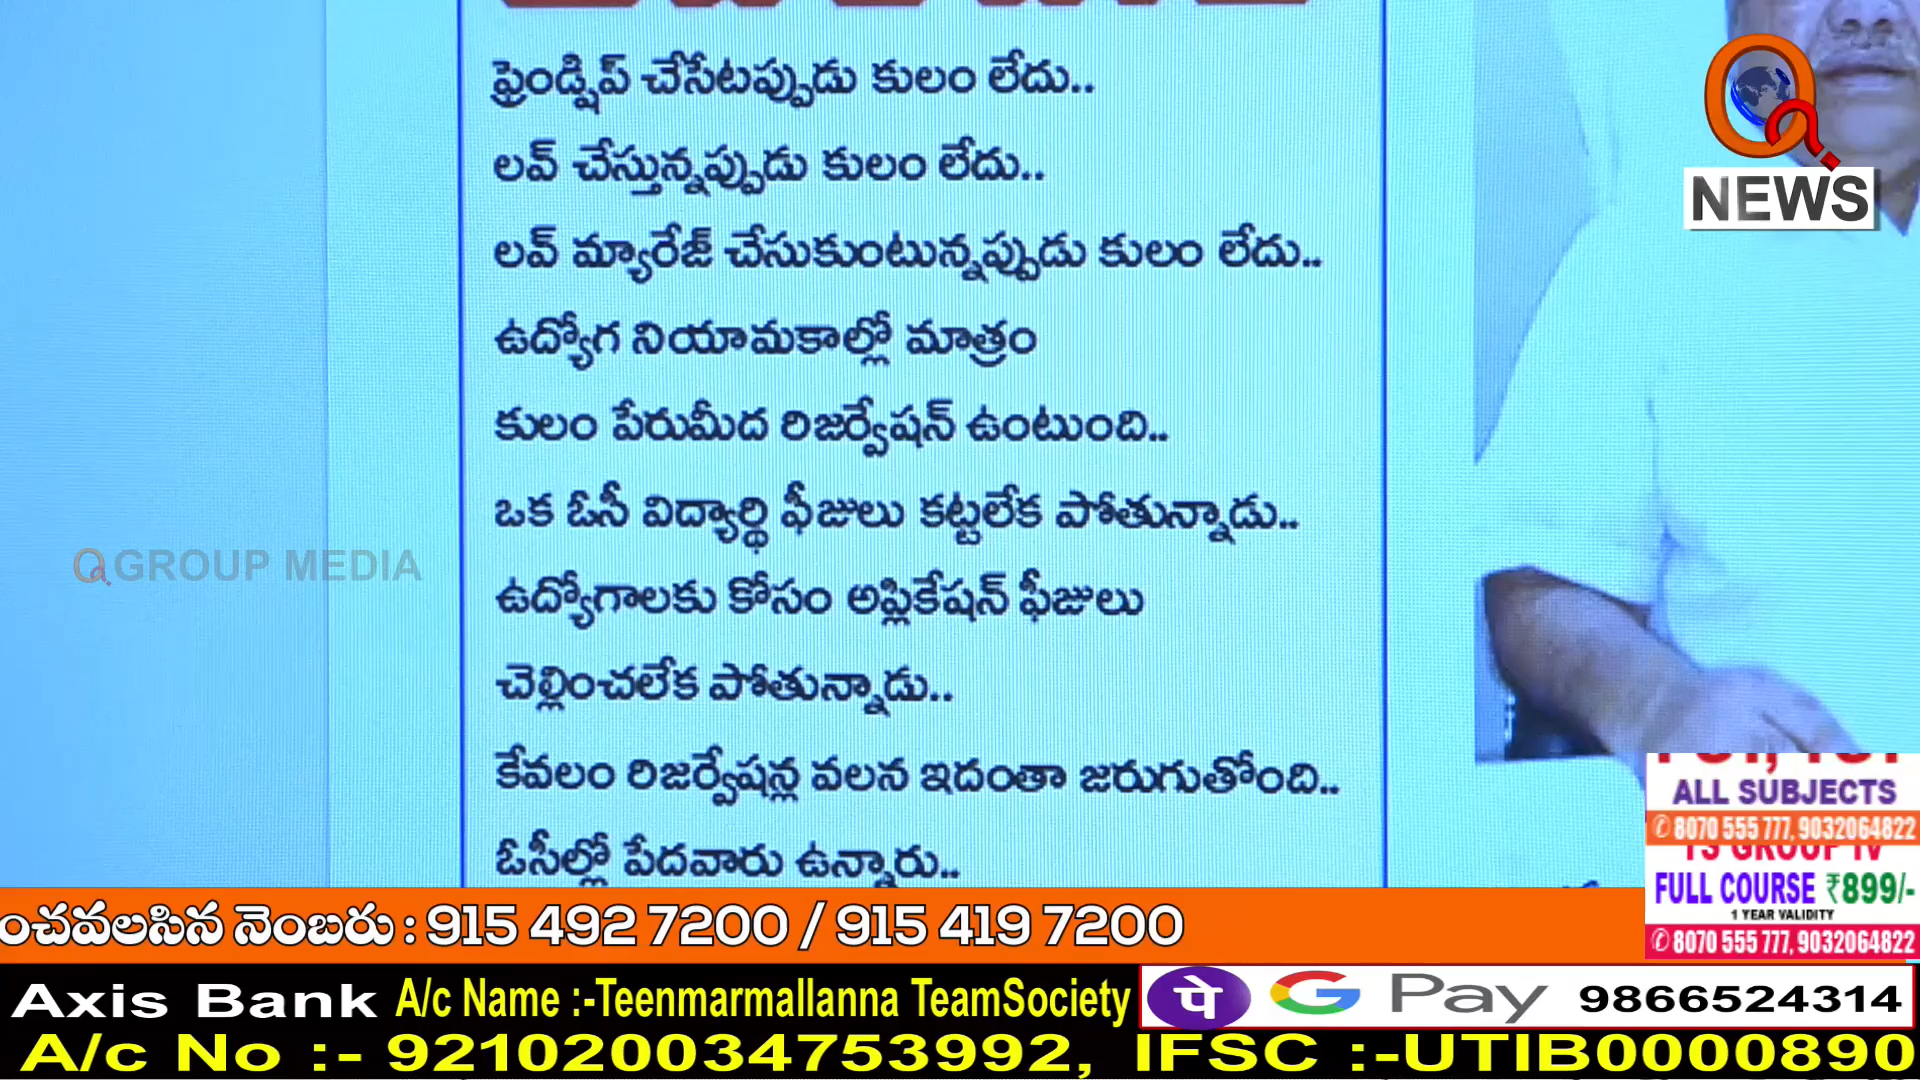 ఫ్రెండ్షిప్ చేసేటప్పుడు కులం లేదు..
లవ్ చేస్తున్నప్పుడు కులం లేదు..
లవ్ మ్యారేజ్ చేసుకుంటున్నప్పుడు కులం లేదు..
ఉద్యోగ నియామకాల్లో మాత్రం
కులం పేరుమీద రిజర్వేషన్ ఉంటుంది..
ఒక ఓసీ విద్యార్థి ఫీజులు కట్టలేక పోతున్నాడు..
ఉద్యోగాలకు కోసం అప్లికేషన్ ఫీజులు
చెల్లించలేక పోతున్నాడు..
కేవలం రిజర్వేషన్ల వలన ఇదంతా జరుగుతోంది..
ఓసీల్లో పేదవారు ఉన్నారు..
Q NEWS
Q GROUP MEDIA
ALL SUBJECTS
✆ 8070 555 777, 9032064822
TS GROUP IV
FULL COURSE ₹899/-
1 YEAR VALIDITY
✆ 8070 555 777, 9032064822
ంచవలసిన నెంబరు : 915 492 7200 / 915 419 7200
Axis Bank A/c Name :-Teenmarmallanna TeamSociety
पे G Pay 9866524314
A/c No :- 921020034753992, IFSC :-UTIB0000890